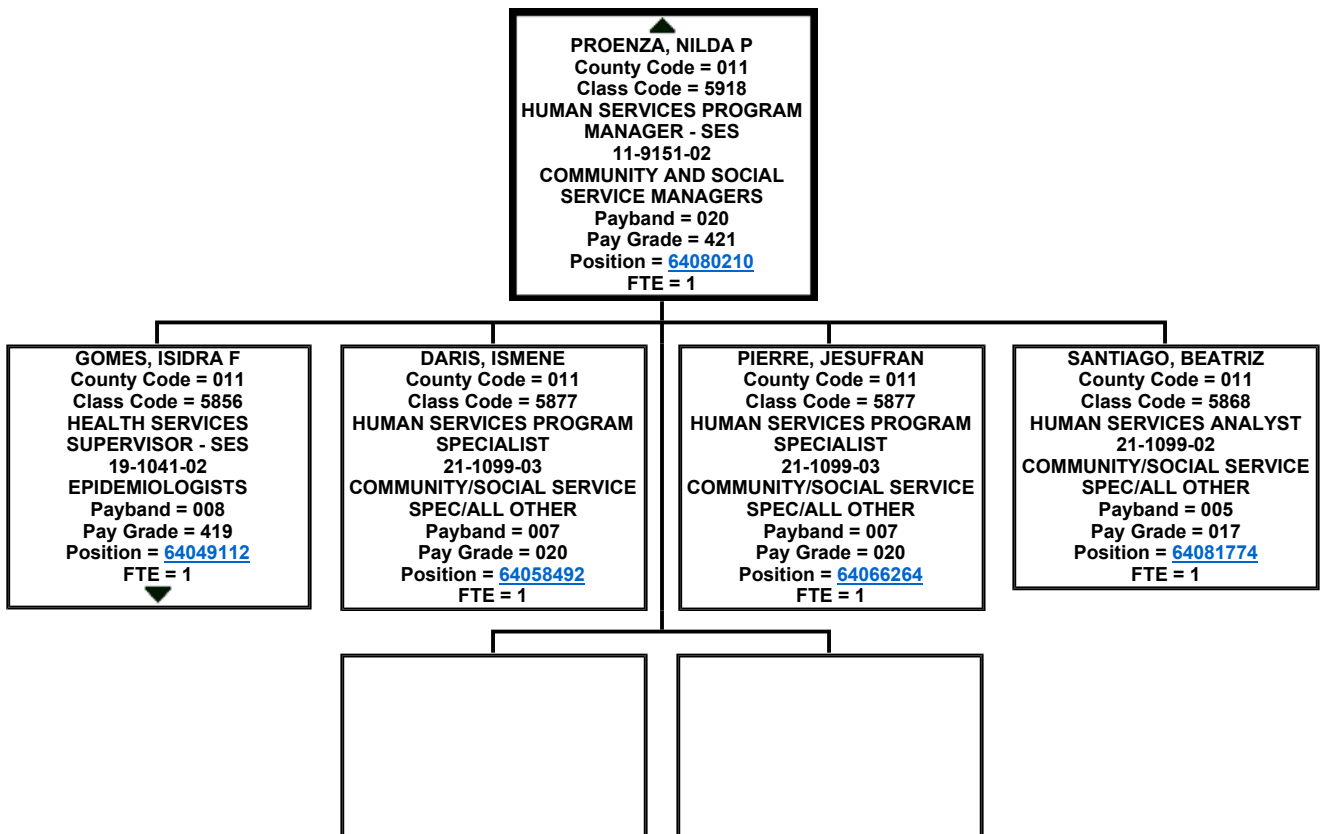 PROENZA, NILDA P
County Code = 011
Class Code = 5918
HUMAN SERVICES PROGRAM
MANAGER - SES
11-9151-02
COMMUNITY AND SOCIAL
SERVICE MANAGERS
Payband = 020
Pay Grade = 421
Position = 64080210
FTE = 1
GOMES, ISIDRA F
County Code = 011
Class Code = 5856
HEALTH SERVICES
SUPERVISOR - SES
19-1041-02
EPIDEMIOLOGISTS
Payband = 008
Pay Grade = 419
Position = 64049112
FTE = 1
DARIS, ISMENE
County Code = 011
Class Code = 5877
HUMAN SERVICES PROGRAM
SPECIALIST
21-1099-03
COMMUNITY/SOCIAL SERVICE
SPEC/ALL OTHER
Payband = 007
Pay Grade = 020
Position = 64058492
FTE = 1
PIERRE, JESUFRAN
County Code = 011
Class Code = 5877
HUMAN SERVICES PROGRAM
SPECIALIST
21-1099-03
COMMUNITY/SOCIAL SERVICE
SPEC/ALL OTHER
Payband = 007
Pay Grade = 020
Position = 64066264
FTE = 1
SANTIAGO, BEATRIZ
County Code = 011
Class Code = 5868
HUMAN SERVICES ANALYST
21-1099-02
COMMUNITY/SOCIAL SERVICE
SPEC/ALL OTHER
Payband = 005
Pay Grade = 017
Position = 64081774
FTE = 1